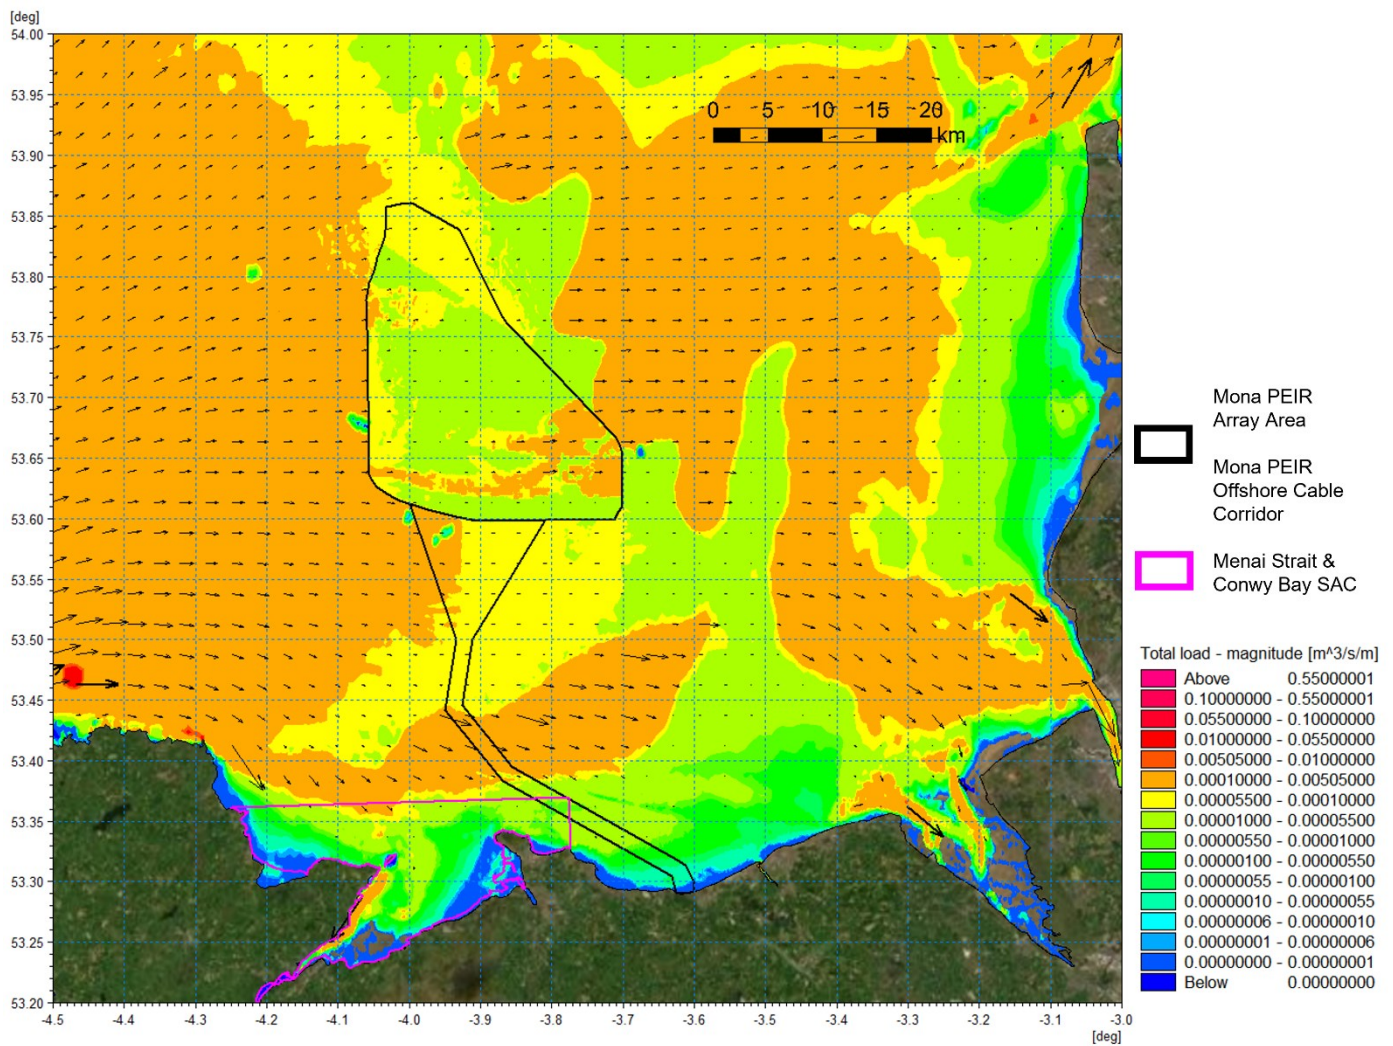 [deg]
54.00
53.95
53.90
53.85
53.80
53.75
53.70
53.65
53.60
53.55
53.50
53.45
53.40
53.35
53.30
53.25
53.20
-4.5 -4.4 -4.3 -4.2 -4.1 -4.0 -3.9 -3.8 -3.7 -3.6 -3.5 -3.4 -3.3 -3.2 -3.1 -3.0
[deg]
0 5 10 15 20
km
Mona PEIR
Array Area
Mona PEIR
Offshore Cable
Corridor
Menai Strait &
Conwy Bay SAC
Total load - magnitude [m^3/s/m]
Above 0.55000001
0.10000000 - 0.55000001
0.05500000 - 0.10000000
0.01000000 - 0.05500000
0.00505000 - 0.01000000
0.00010000 - 0.00505000
0.00005500 - 0.00010000
0.00001000 - 0.00005500
0.00000550 - 0.00001000
0.00000100 - 0.00000550
0.00000055 - 0.00000100
0.00000010 - 0.00000055
0.00000006 - 0.00000010
0.00000001 - 0.00000006
0.00000000 - 0.00000001
Below 0.00000000